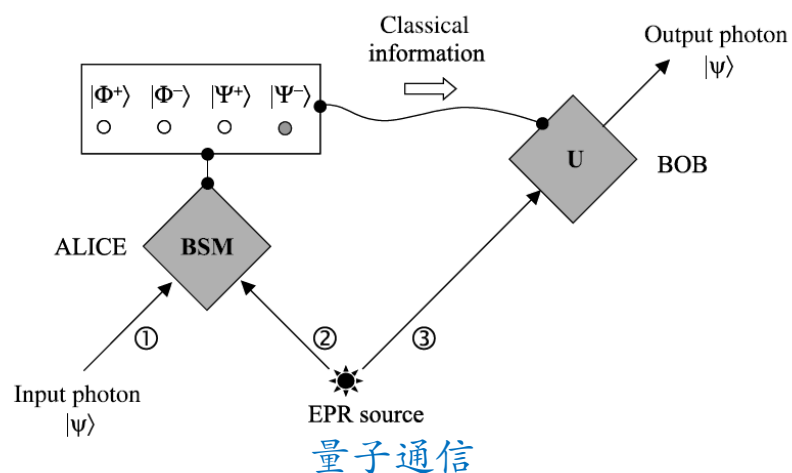 Classical
information
Output photon
|ψ⟩
|Φ⁺⟩ |Φ⁻⟩ |Ψ⁺⟩ |Ψ⁻⟩
U
BOB
ALICE
BSM
①
②
③
Input photon
|ψ⟩
EPR source
量子通信